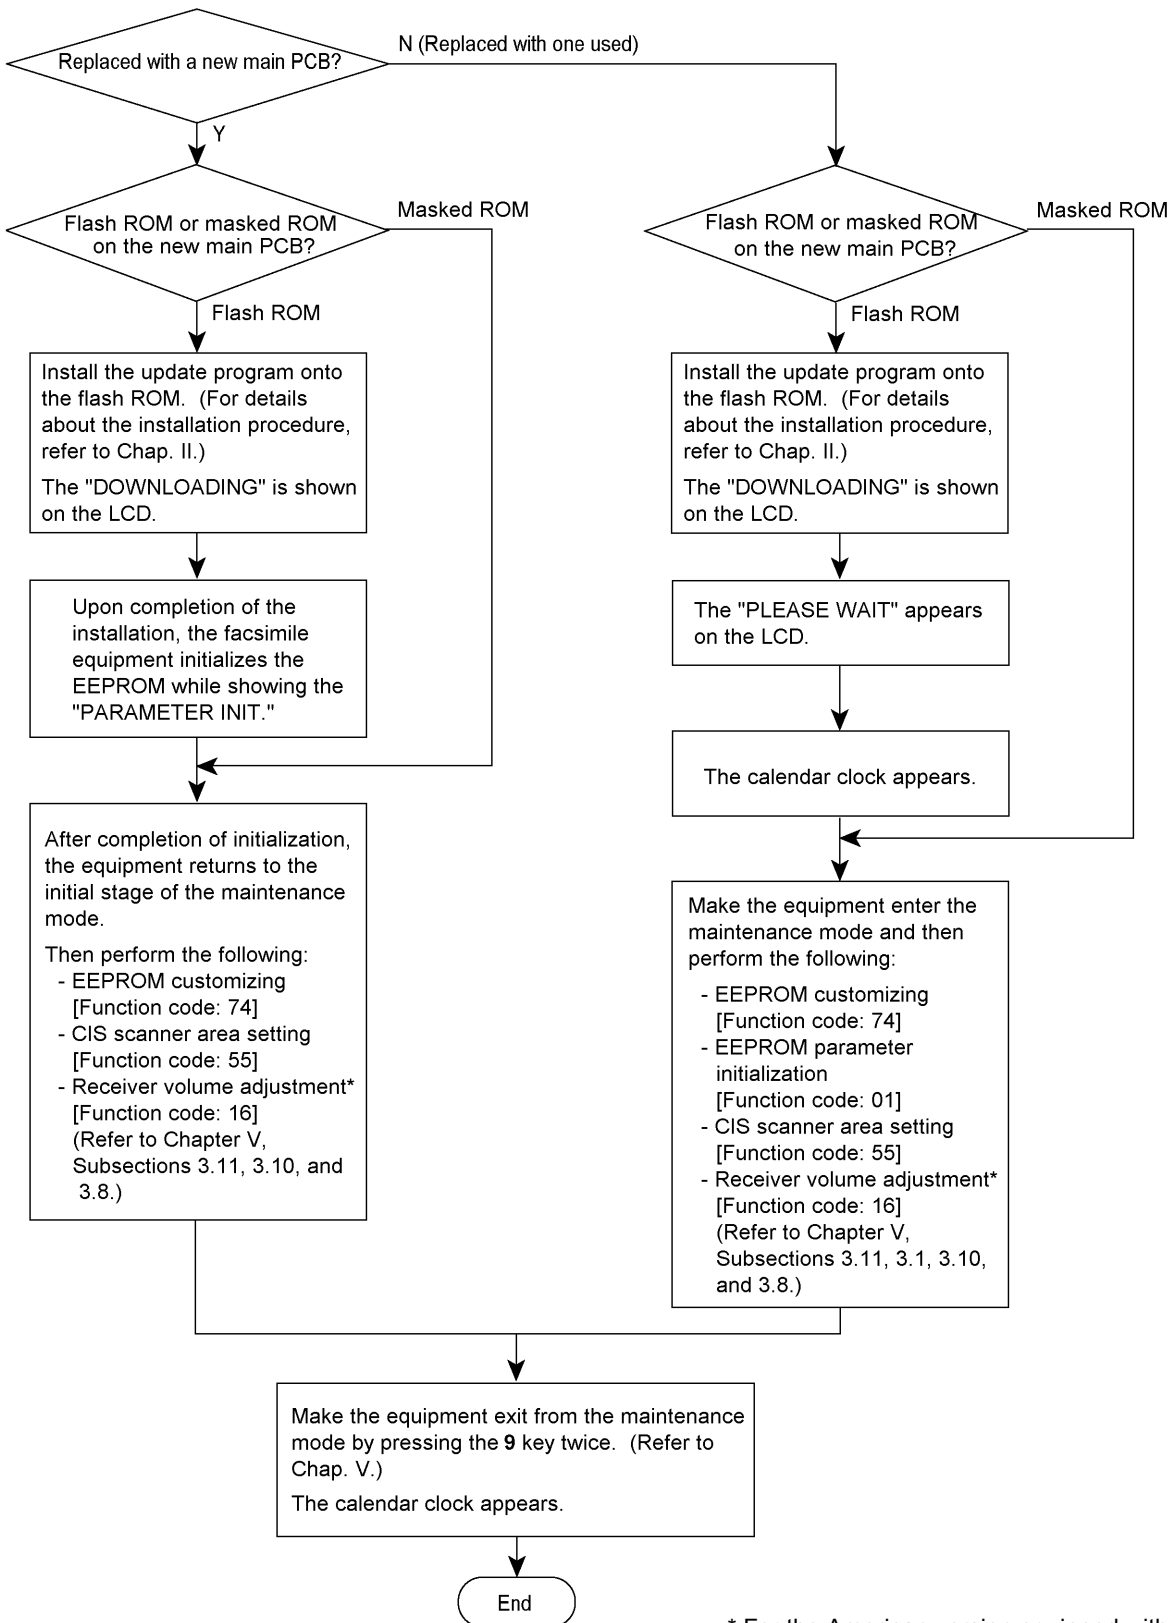 Replaced with a new main PCB?
N (Replaced with one used)
Y
Flash ROM or masked ROM
on the new main PCB?
Masked ROM
Flash ROM
Install the update program onto
the flash ROM. (For details
about the installation procedure,
refer to Chap. II.)
The "DOWNLOADING" is shown
on the LCD.
Upon completion of the
installation, the facsimile
equipment initializes the
EEPROM while showing the
"PARAMETER INIT."
After completion of initialization,
the equipment returns to the
initial stage of the maintenance
mode.
Then perform the following:
- EEPROM customizing
[Function code: 74]
- CIS scanner area setting
[Function code: 55]
- Receiver volume adjustment*
[Function code: 16]
(Refer to Chapter V,
Subsections 3.11, 3.10, and
3.8.)
Flash ROM or masked ROM
on the new main PCB?
Masked ROM
Flash ROM
Install the update program onto
the flash ROM. (For details
about the installation procedure,
refer to Chap. II.)
The "DOWNLOADING" is shown
on the LCD.
The "PLEASE WAIT" appears
on the LCD.
The calendar clock appears.
Make the equipment enter the
maintenance mode and then
perform the following:
- EEPROM customizing
[Function code: 74]
- EEPROM parameter
initialization
[Function code: 01]
- CIS scanner area setting
[Function code: 55]
- Receiver volume adjustment*
[Function code: 16]
(Refer to Chapter V,
Subsections 3.11, 3.1, 3.10,
and 3.8.)
Make the equipment exit from the maintenance
mode by pressing the 9 key twice. (Refer to
Chap. V.)
The calendar clock appears.
End
* For the American version equipped with